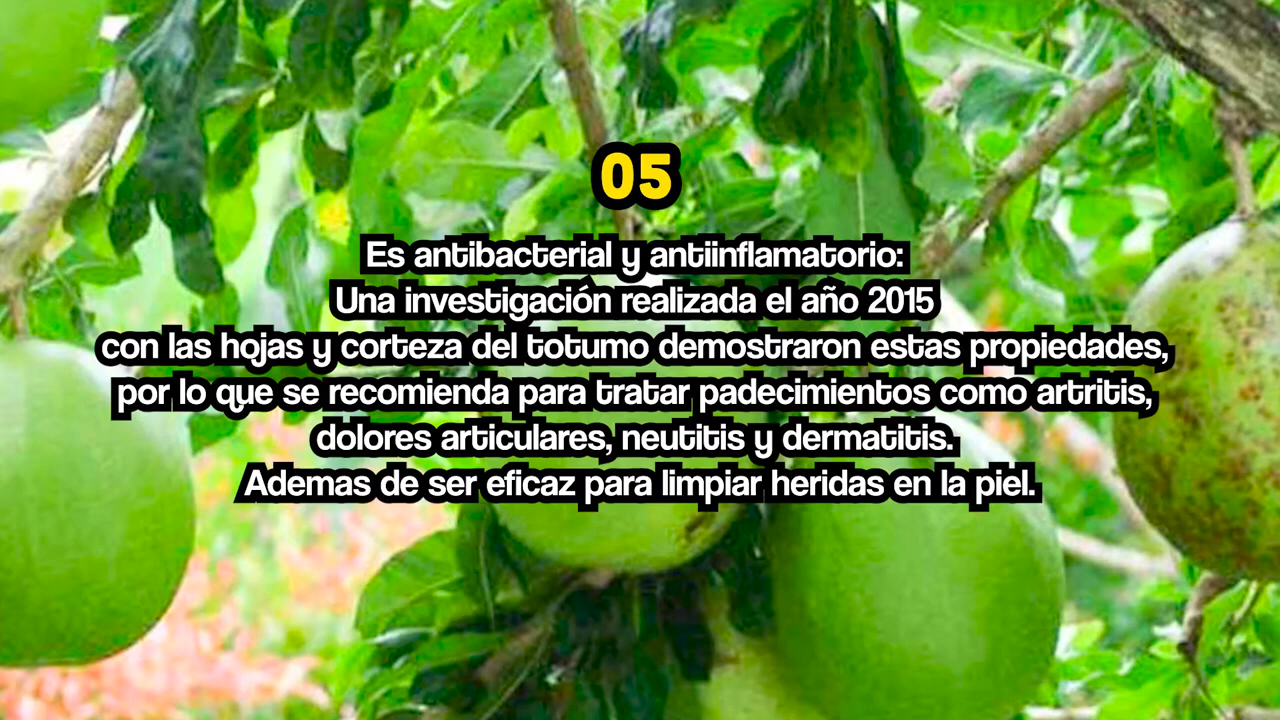 05
Es antibacterial y antiinflamatorio:
Una investigación realizada el año 2015
con las hojas y corteza del totumo demostraron estas propiedades,
por lo que se recomienda para tratar padecimientos como artritis,
dolores articulares, neutitis y dermatitis.
Ademas de ser eficaz para limpiar heridas en la piel.